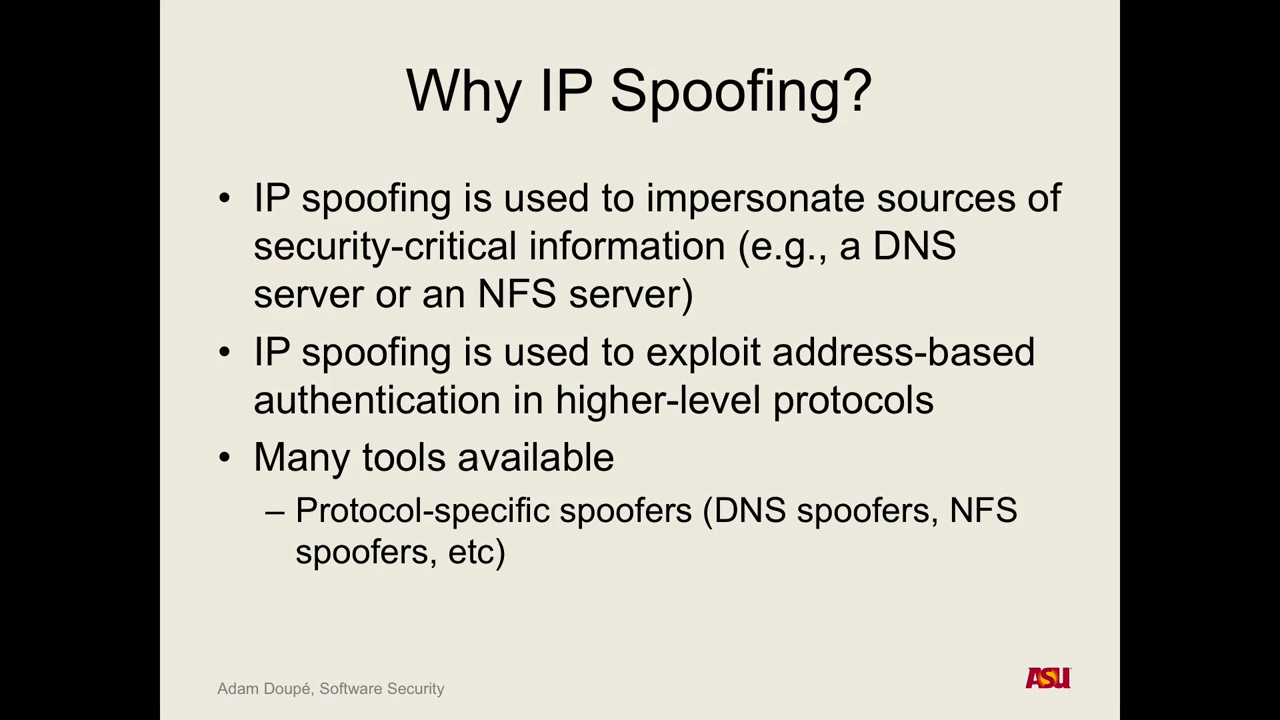 Why IP Spoofing?
• IP spoofing is used to impersonate sources of
security-critical information (e.g., a DNS
server or an NFS server)
• IP spoofing is used to exploit address-based
authentication in higher-level protocols
• Many tools available
– Protocol-specific spoofers (DNS spoofers, NFS
spoofers, etc)
Adam Doupé, Software Security
ASU